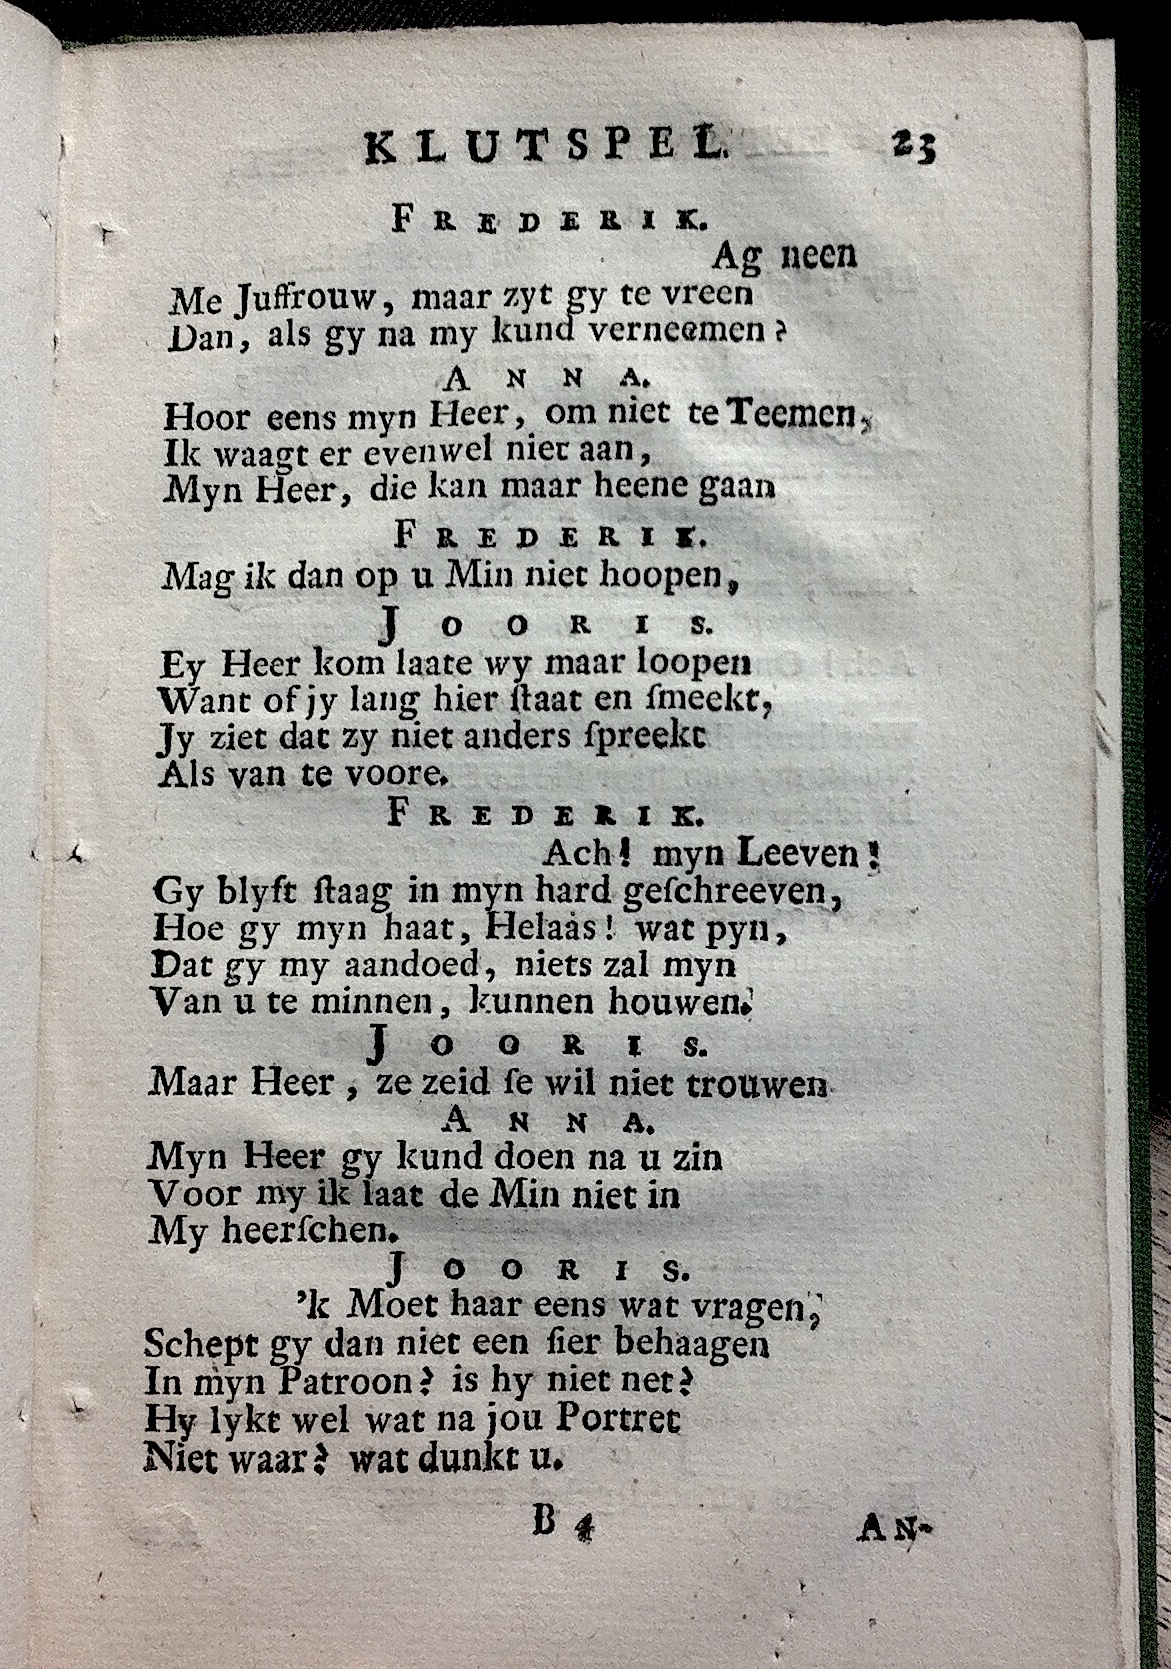 KLUTSPEL. 23
FREDERIK.
Ag neen
Me Juffrouw, maar zyt gy te vreen
Dan, als gy na my kund verneemen?
ANNA.
Hoor eens myn Heer, om niet te Teemen,
Ik waagt er evenwel niet aan,
Myn Heer, die kan maar heene gaan
FREDERIK.
Mag ik dan op u Min niet hoopen,
JOORIS.
Ey Heer kom laate wy maar loopen
Want of jy lang hier ſtaat en ſmeekt,
Jy ziet dat zy niet anders ſpreekt
Als van te voore.
FREDERIK.
Ach! myn Leeven!
Gy blyft ſtaag in myn hard geſchreeven,
Hoe gy myn haat, Helaas! wat pyn,
Dat gy my aandoed, niets zal myn
Van u te minnen, kunnen houwen.
JOORIS.
Maar Heer, ze zeid ſe wil niet trouwen
ANNA.
Myn Heer gy kund doen na u zin
Voor my ik laat de Min niet in
My heerſchen.
JOORIS.
'k Moet haar eens wat vragen,
Schept gy dan niet een ſier behaagen
In myn Patroon? is hy niet net?
Hy lykt wel wat na jou Portret
Niet waar? wat dunkt u.
B 4 AN-